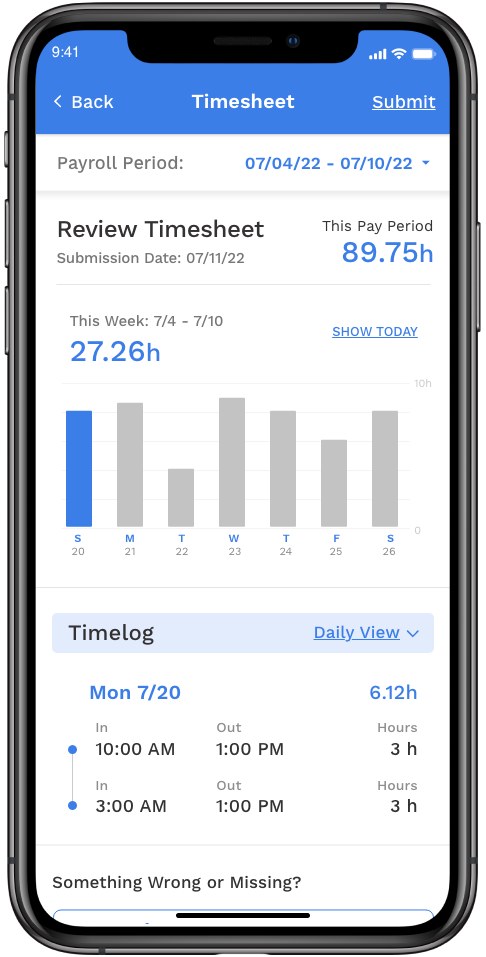 9:41
Back Timesheet Submit
Payroll Period: 07/04/22 - 07/10/22
Review Timesheet
Submission Date: 07/11/22
This Pay Period
89.75h
This Week: 7/4 - 7/10
27.26h
SHOW TODAY
10h
0
S M T W T F S
20 21 22 23 24 25 26
Timelog Daily View
Mon 7/20 6.12h
In Out Hours
10:00 AM 1:00 PM 3 h
In Out Hours
3:00 AM 1:00 PM 3 h
Something Wrong or Missing?